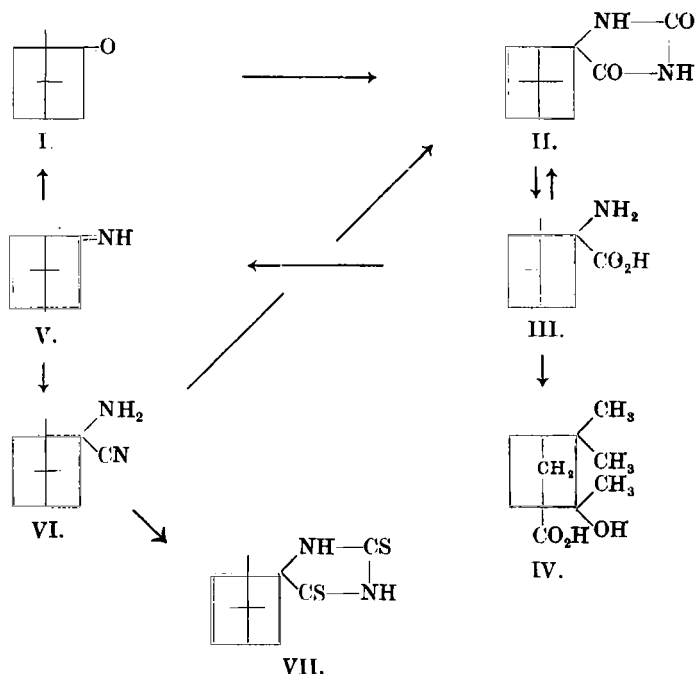 O
NH CO
CO—NH
I.
II.
NH
NH₂
CO₂H
V.
III.
NH₂
CN
CH₃
CH₃
CH₂
CH₃
OH
CO₂H
VI.
IV.
NH—CS
CS—NH
VII.